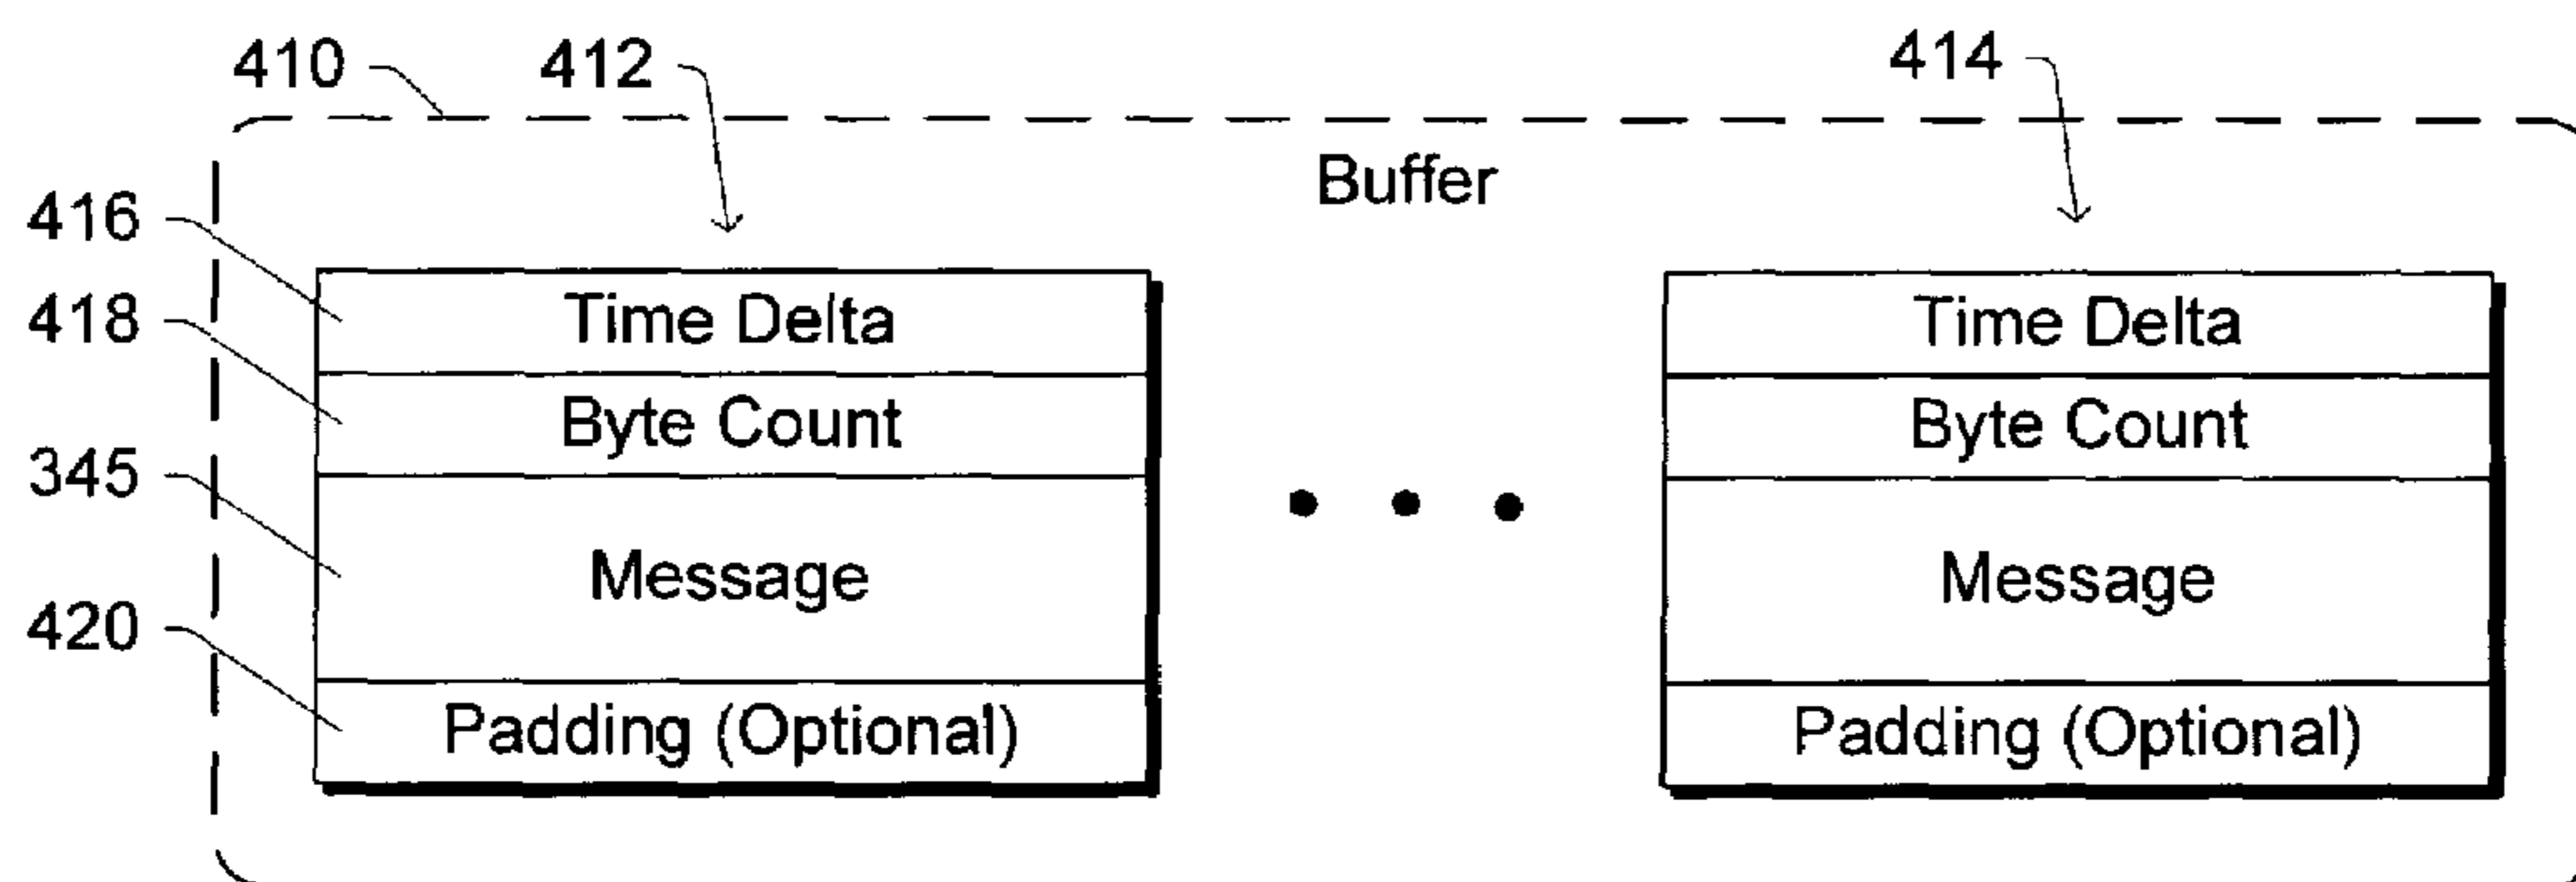 410 412 414
Buffer
416 Time Delta Time Delta
418 Byte Count Byte Count
345 Message Message
420 Padding (Optional) Padding (Optional)